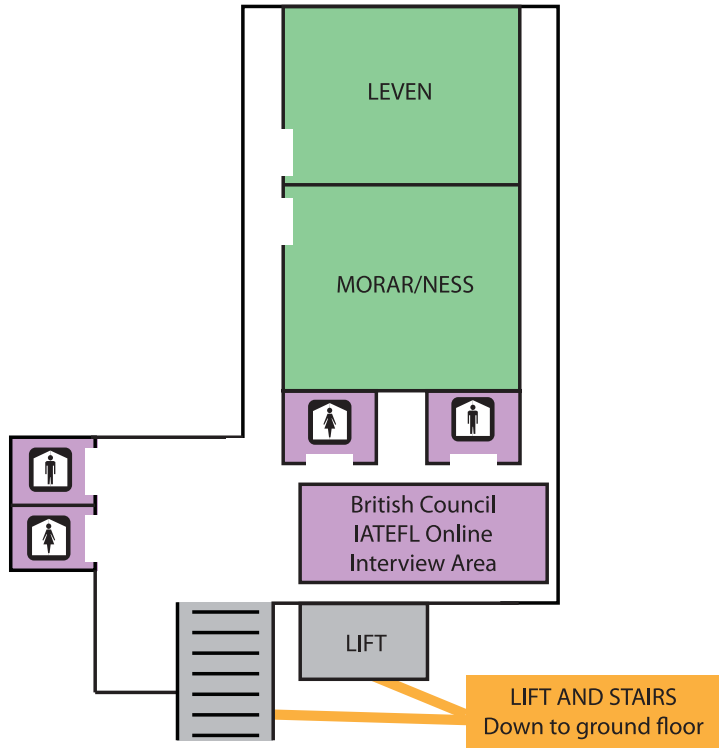 LEVEN
MORAR/NESS
British Council
IATEFL Online
Interview Area
LIFT
LIFT AND STAIRS
Down to ground floor